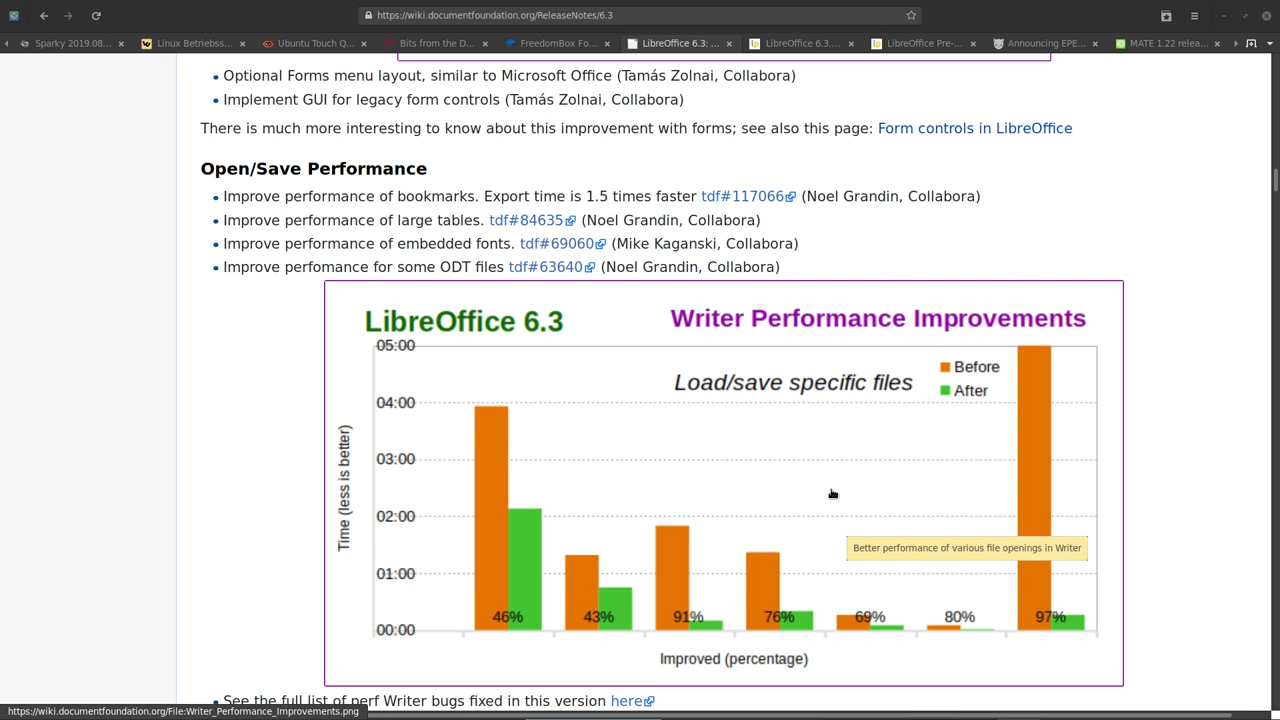 https://wiki.documentfoundation.org/ReleaseNotes/6.3
Sparky 2019.08...
Linux Betriebss...
Ubuntu Touch Q...
Bits from the D...
FreedomBox Fo...
LibreOffice 6.3: ...
LibreOffice 6.3....
LibreOffice Pre-...
Announcing EPE...
MATE 1.22 relea...
Optional Forms menu layout, similar to Microsoft Office (Tamás Zolnai, Collabora)
Implement GUI for legacy form controls (Tamás Zolnai, Collabora)
There is much more interesting to know about this improvement with forms; see also this page: Form controls in LibreOffice
Open/Save Performance
Improve performance of bookmarks. Export time is 1.5 times faster tdf#117066 (Noel Grandin, Collabora)
Improve performance of large tables. tdf#84635 (Noel Grandin, Collabora)
Improve performance of embedded fonts. tdf#69060 (Mike Kaganski, Collabora)
Improve perfomance for some ODT files tdf#63640 (Noel Grandin, Collabora)
LibreOffice 6.3
Writer Performance Improvements
Load/save specific files
Before
After
05:00
04:00
03:00
02:00
01:00
00:00
Time (less is better)
Better performance of various file openings in Writer
46% 43% 91% 76% 69% 80% 97%
Improved (percentage)
See the full list of perf Writer bugs fixed in this version here
https://wiki.documentfoundation.org/File:Writer_Performance_Improvements.png